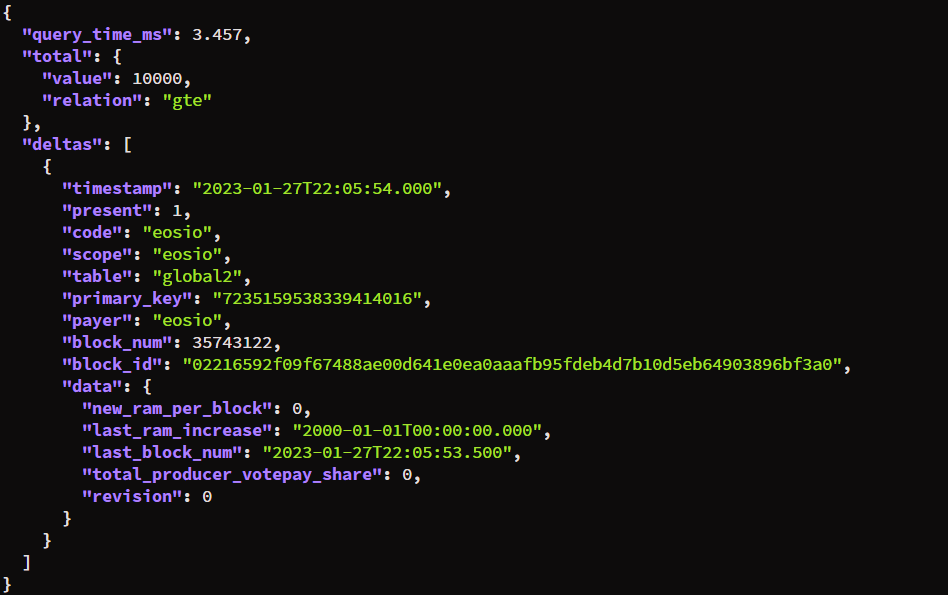 {
  "query_time_ms": 3.457,
  "total": {
    "value": 10000,
    "relation": "gte"
  },
  "deltas": [
    {
      "timestamp": "2023-01-27T22:05:54.000",
      "present": 1,
      "code": "eosio",
      "scope": "eosio",
      "table": "global2",
      "primary_key": "7235159538339414016",
      "payer": "eosio",
      "block_num": 35743122,
      "block_id": "02216592f09f67488ae00d641e0ea0aaafb95fdeb4d7b10d5eb64903896bf3a0",
      "data": {
        "new_ram_per_block": 0,
        "last_ram_increase": "2000-01-01T00:00:00.000",
        "last_block_num": "2023-01-27T22:05:53.500",
        "total_producer_votepay_share": 0,
        "revision": 0
      }
    }
  ]
}